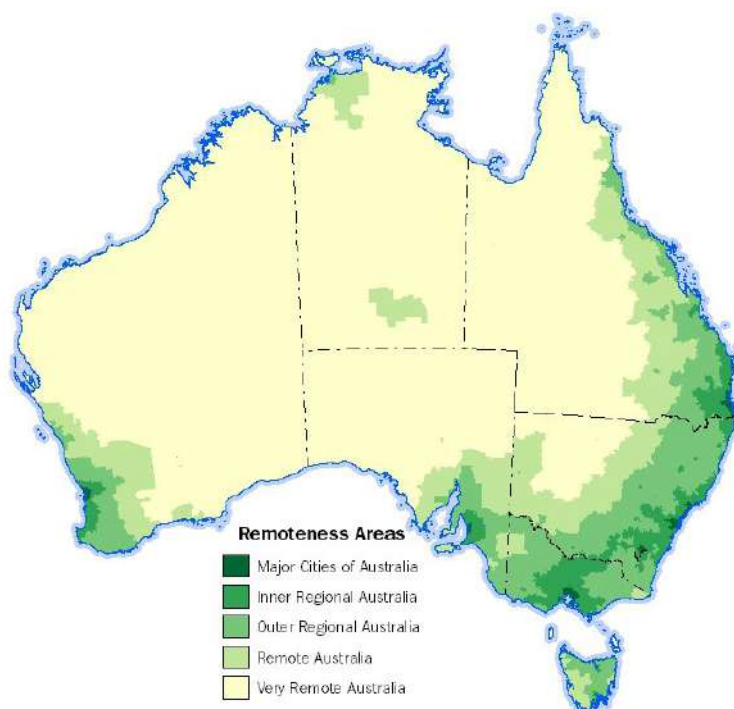 Remoteness Areas
Major Cities of Australia
Inner Regional Australia
Outer Regional Australia
Remote Australia
Very Remote Australia